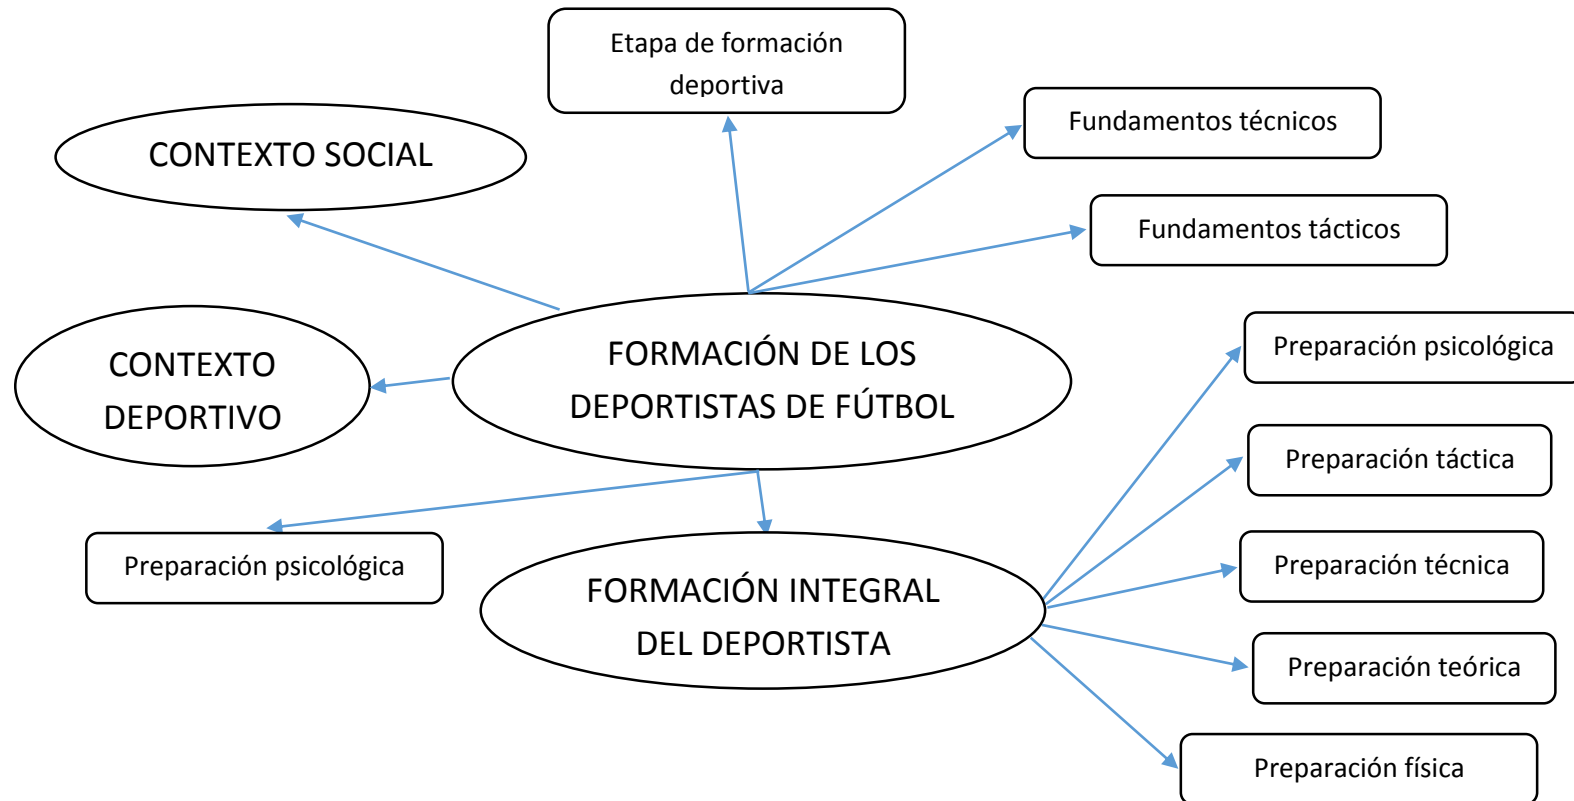 Etapa de formación
deportiva
Fundamentos técnicos
CONTEXTO SOCIAL
Fundamentos tácticos
FORMACIÓN DE LOS
DEPORTISTAS DE FÚTBOL
CONTEXTO
DEPORTIVO
Preparación psicológica
Preparación táctica
Preparación psicológica
Preparación técnica
FORMACIÓN INTEGRAL
DEL DEPORTISTA
Preparación teórica
Preparación física